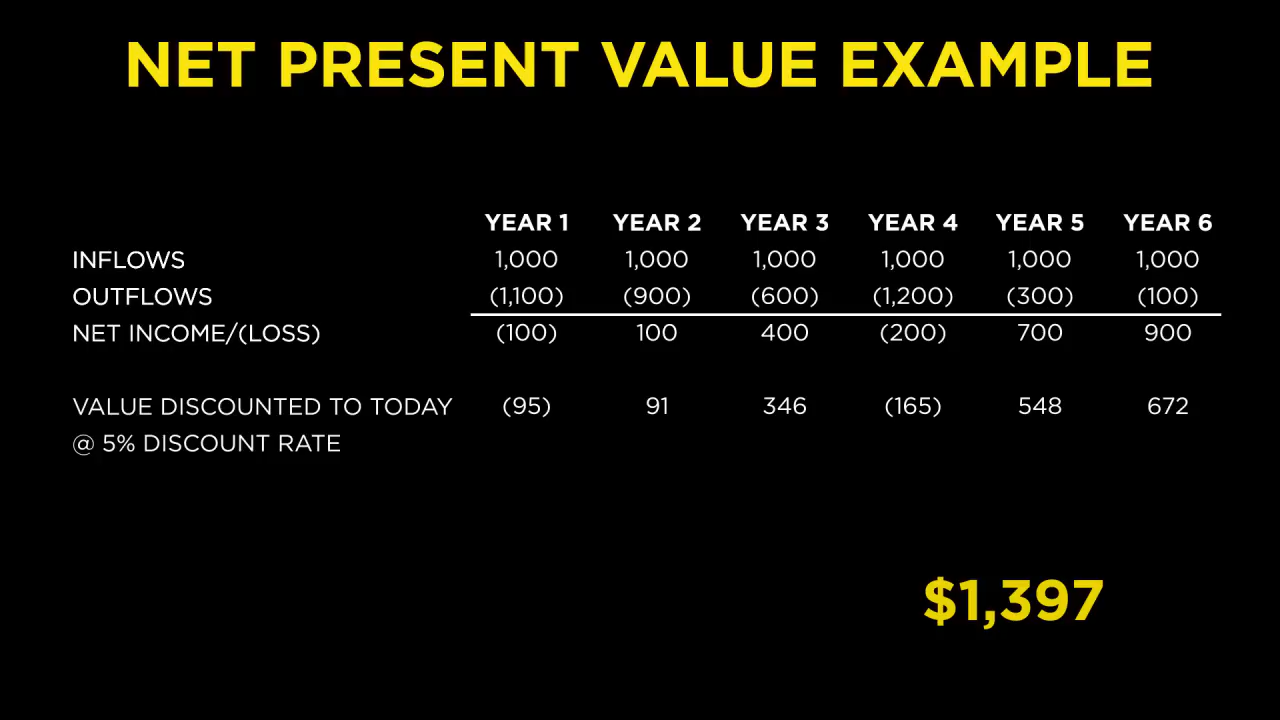 NET PRESENT VALUE EXAMPLE
YEAR 1 YEAR 2 YEAR 3 YEAR 4 YEAR 5 YEAR 6
INFLOWS 1,000 1,000 1,000 1,000 1,000 1,000
OUTFLOWS (1,100) (900) (600) (1,200) (300) (100)
NET INCOME/(LOSS) (100) 100 400 (200) 700 900
VALUE DISCOUNTED TO TODAY (95) 91 346 (165) 548 672
@ 5% DISCOUNT RATE
$1,397